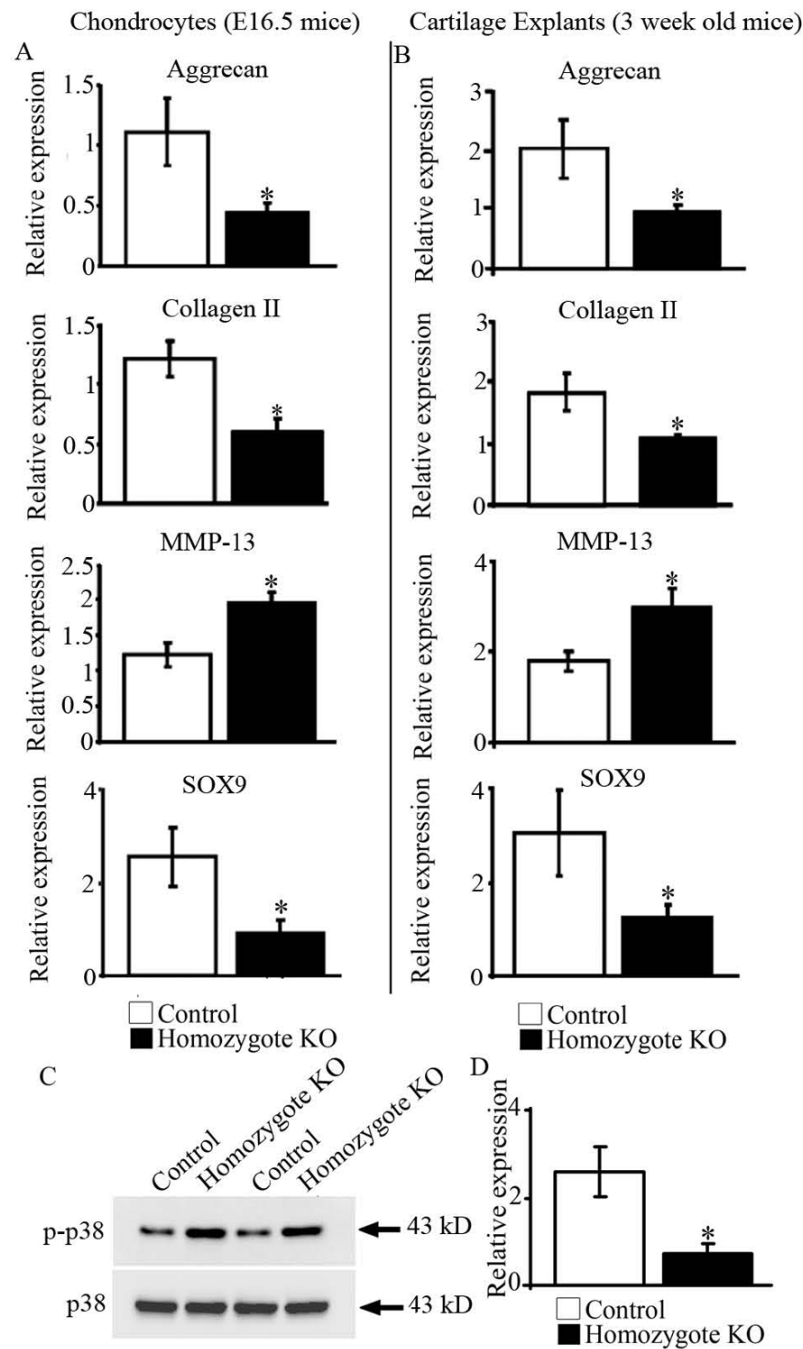 Chondrocytes (E16.5 mice)
Cartilage Explants (3 week old mice)
A
Aggrecan
Relative expression
1.5
1
0.5
0
*
B
Aggrecan
Relative expression
3
2
1
0
*
Collagen II
Relative expression
1.5
1
0.5
0
*
Collagen II
Relative expression
3
2
1
0
*
MMP-13
Relative expression
2.5
2
1.5
1
0.5
0
*
MMP-13
Relative expression
4
2
0
*
SOX9
Relative expression
4
2
0
*
SOX9
Relative expression
4
2
0
*
Control
Homozygote KO
Control
Homozygote KO
C
Control
Homozygote KO
Control
Homozygote KO
p-p38
43 kD
p38
43 kD
D
Relative expression
4
2
0
*
Control
Homozygote KO